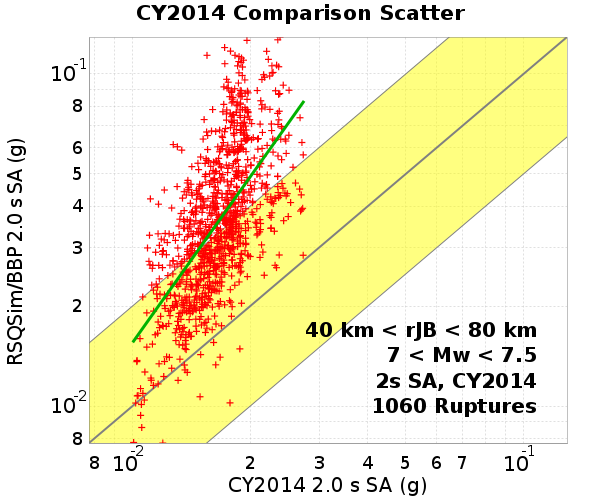 CY2014 Comparison Scatter
RSQSim/BBP 2.0 s SA (g)
10-1
8
6
5
4
3
2
10-2
8
40 km < rJB < 80 km
7 < Mw < 7.5
2s SA, CY2014
1060 Ruptures
8 10-2 2 3 4 5 6 7 10-1
CY2014 2.0 s SA (g)